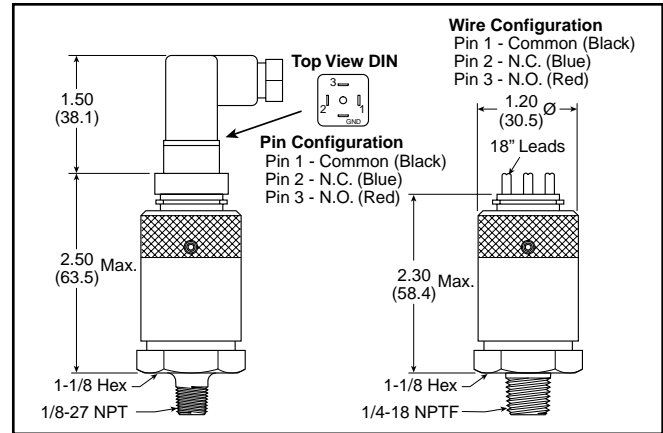 Wire Configuration
Pin 1 - Common (Black)
Pin 2 - N.C. (Blue)
Pin 3 - N.O. (Red)
Top View DIN
3
2
1
GND
1.50
(38.1)
1.20 Ø
(30.5)
18" Leads
Pin Configuration
Pin 1 - Common (Black)
Pin 2 - N.C. (Blue)
Pin 3 - N.O. (Red)
2.50
(63.5) Max.
2.30
(58.4) Max.
1-1/8 Hex
1/8-27 NPT
1-1/8 Hex
1/4-18 NPTF